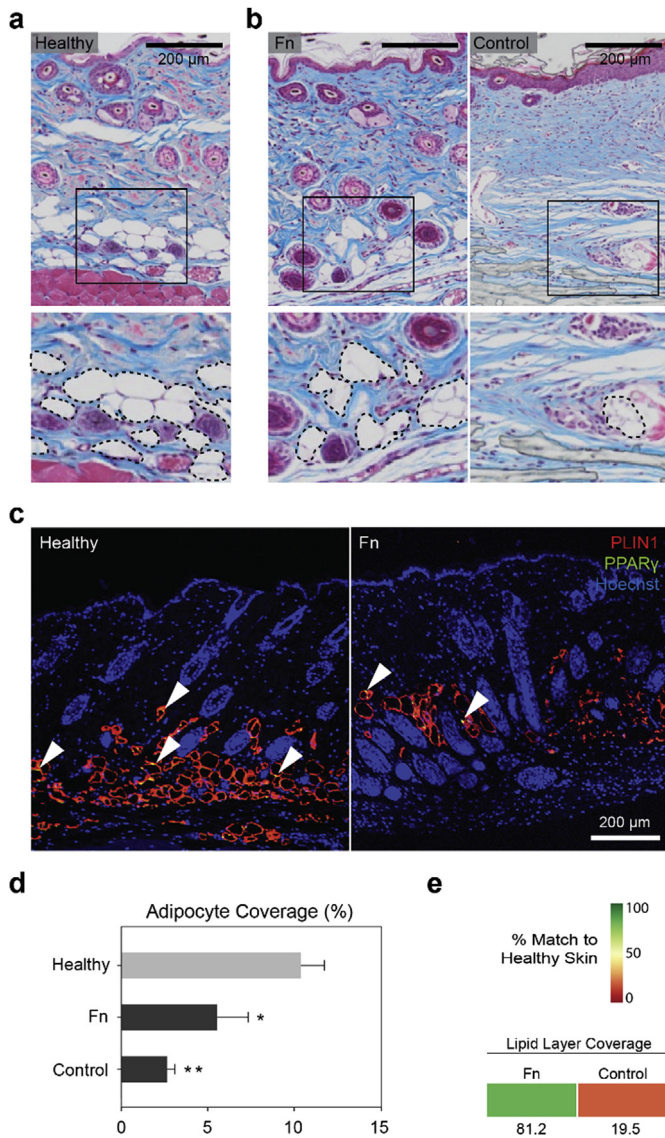 a
b
Healthy
200 μm
Fn
Control
200 μm
c
Healthy
Fn
PLIN1
PPARγ
Hoechst
200 μm
d
Adipocyte Coverage (%)
Healthy
Fn
*
Control
**
0
5
10
15
e
100
% Match to
50
Healthy Skin
0
Lipid Layer Coverage
Fn
Control
81.2
19.5